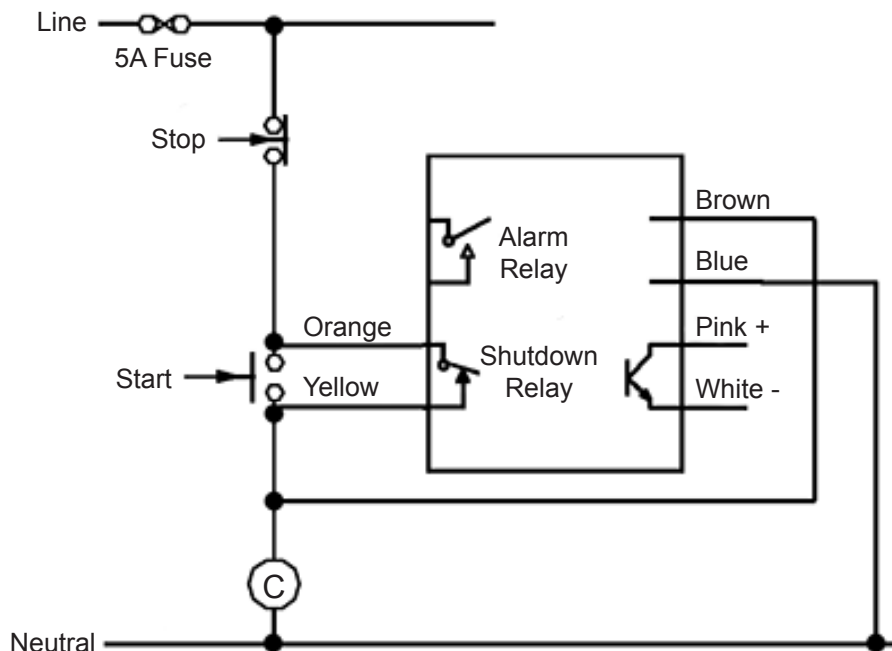 Line
5A Fuse
Stop
Brown
Alarm
Relay
Blue
Orange
Pink +
Shutdown
Relay
Start
Yellow
White -
C
Neutral